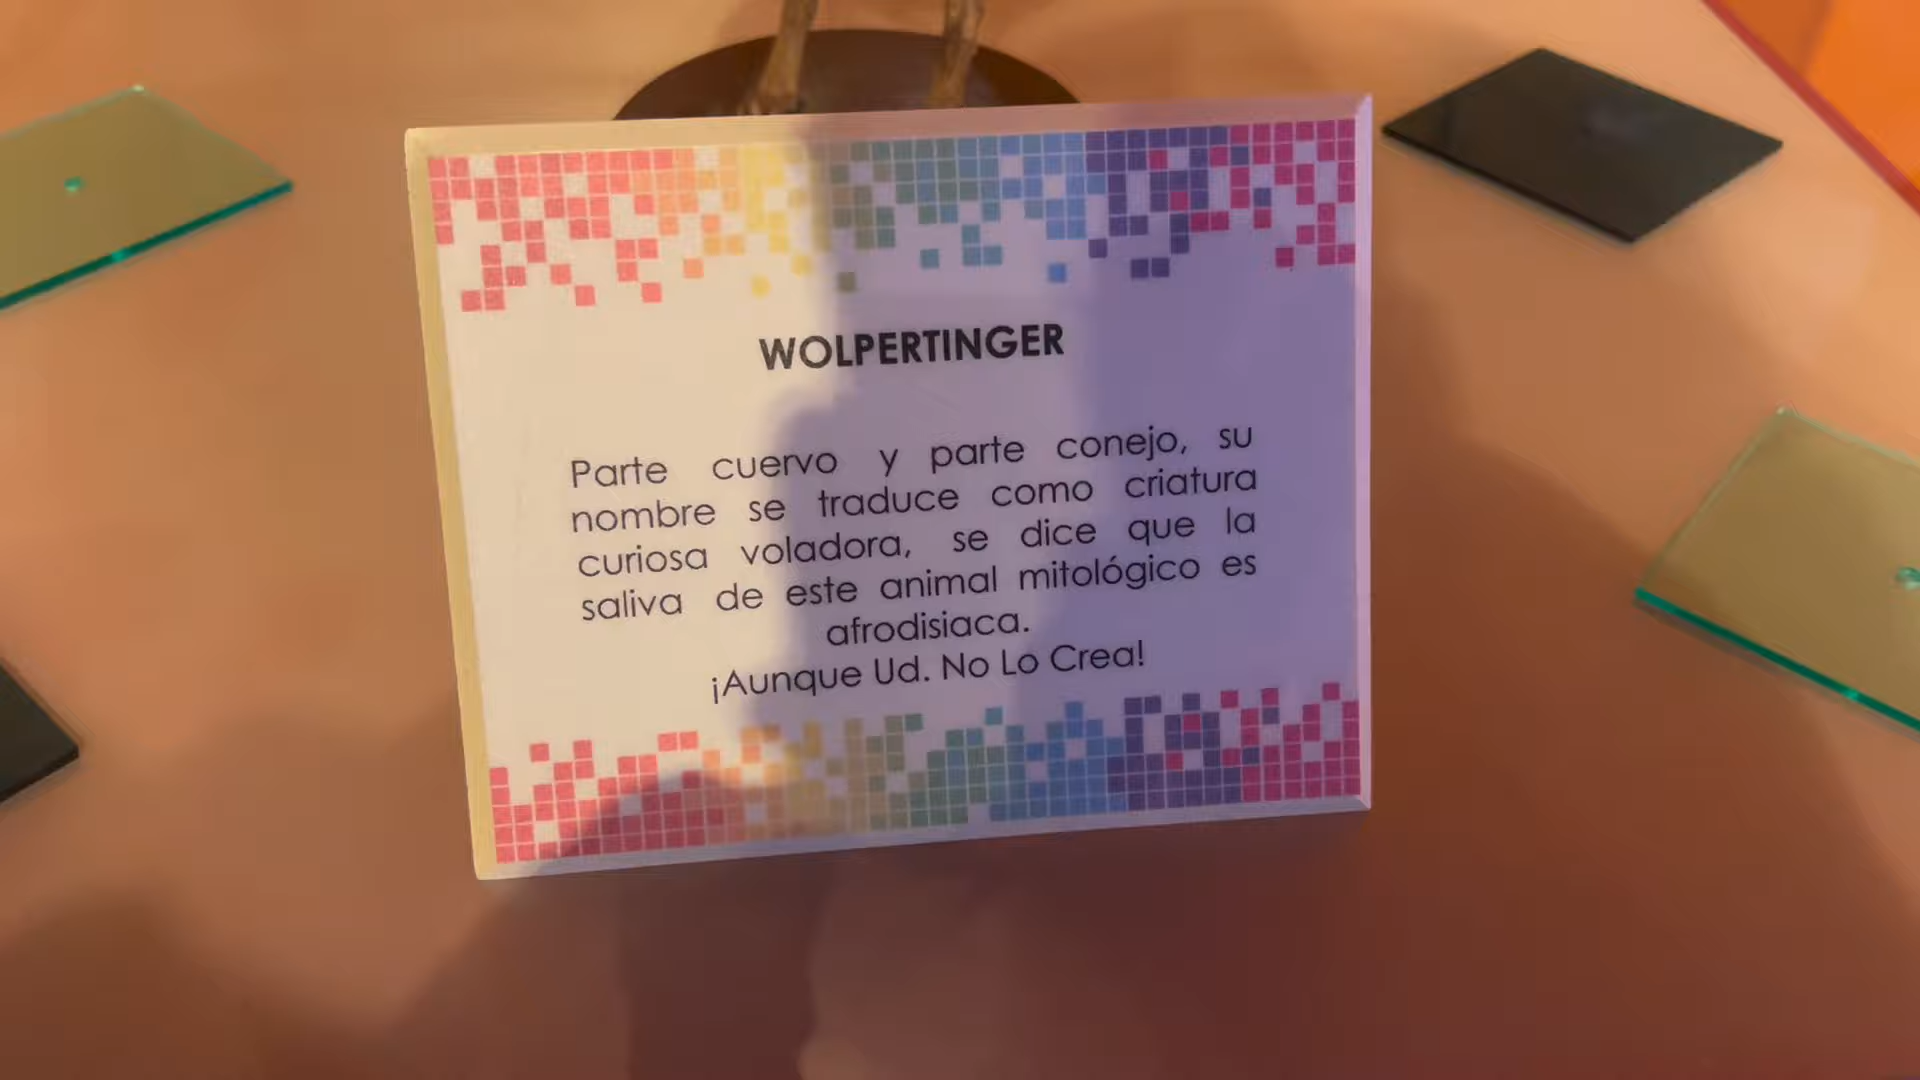 WOLPERTINGER
Parte cuervo y parte conejo, su
nombre se traduce como criatura
curiosa voladora, se dice que la
saliva de este animal mitológico es
afrodisiaca.
¡Aunque Ud. No Lo Crea!